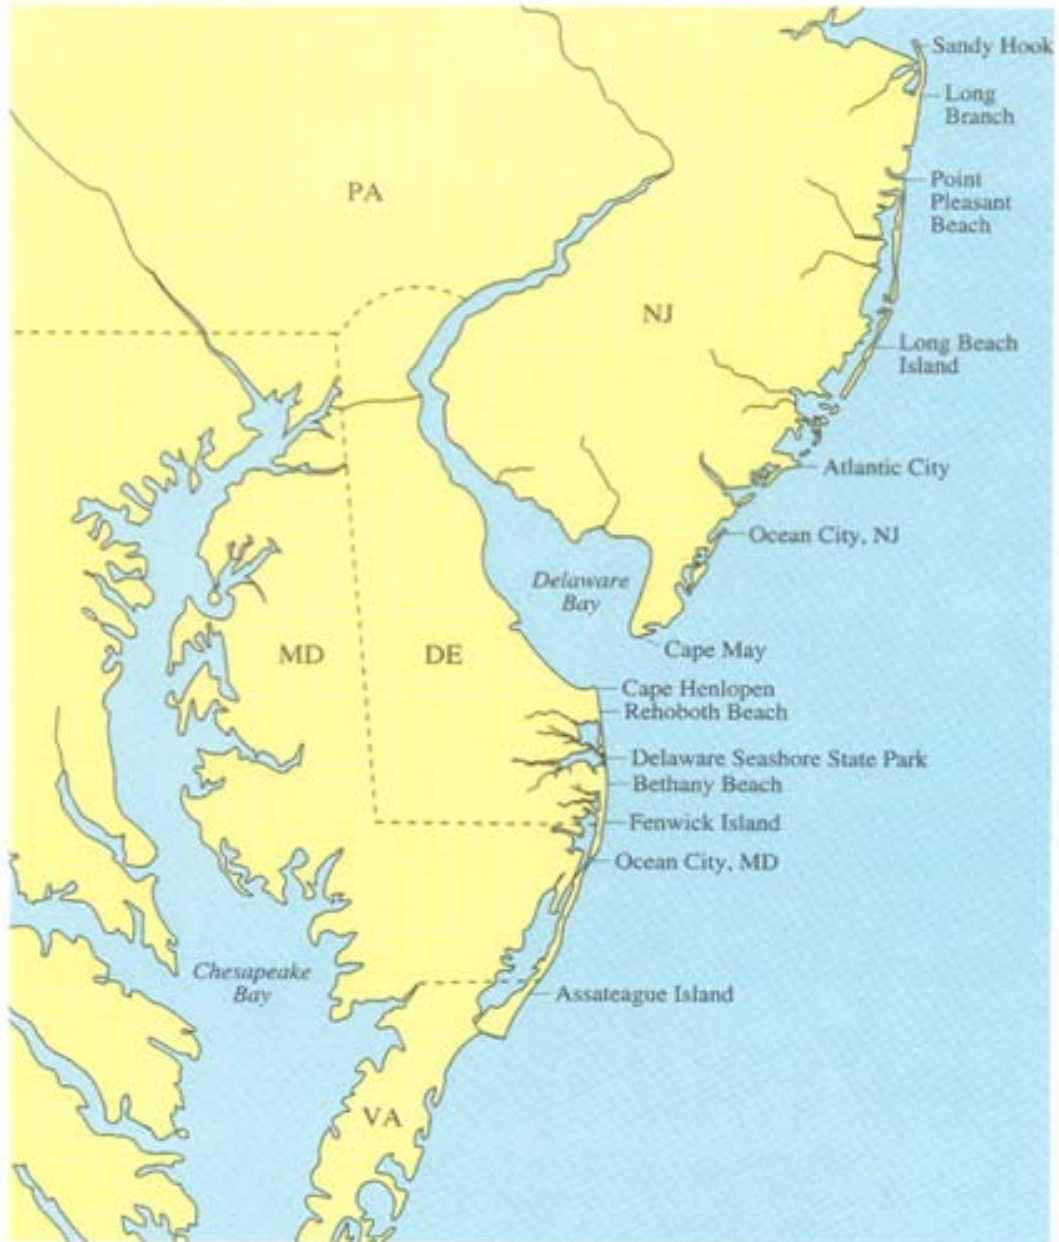 Sandy Hook
Long
Branch
PA
Point
Pleasant
Beach
NJ
Long Beach
Island
Atlantic City
Ocean City, NJ
Delaware
Bay
MD
DE
Cape May
Cape Henlopen
Rehoboth Beach
Delaware Seashore State Park
Bethany Beach
Fenwick Island
Ocean City, MD
Chesapeake
Bay
Assateague Island
VA